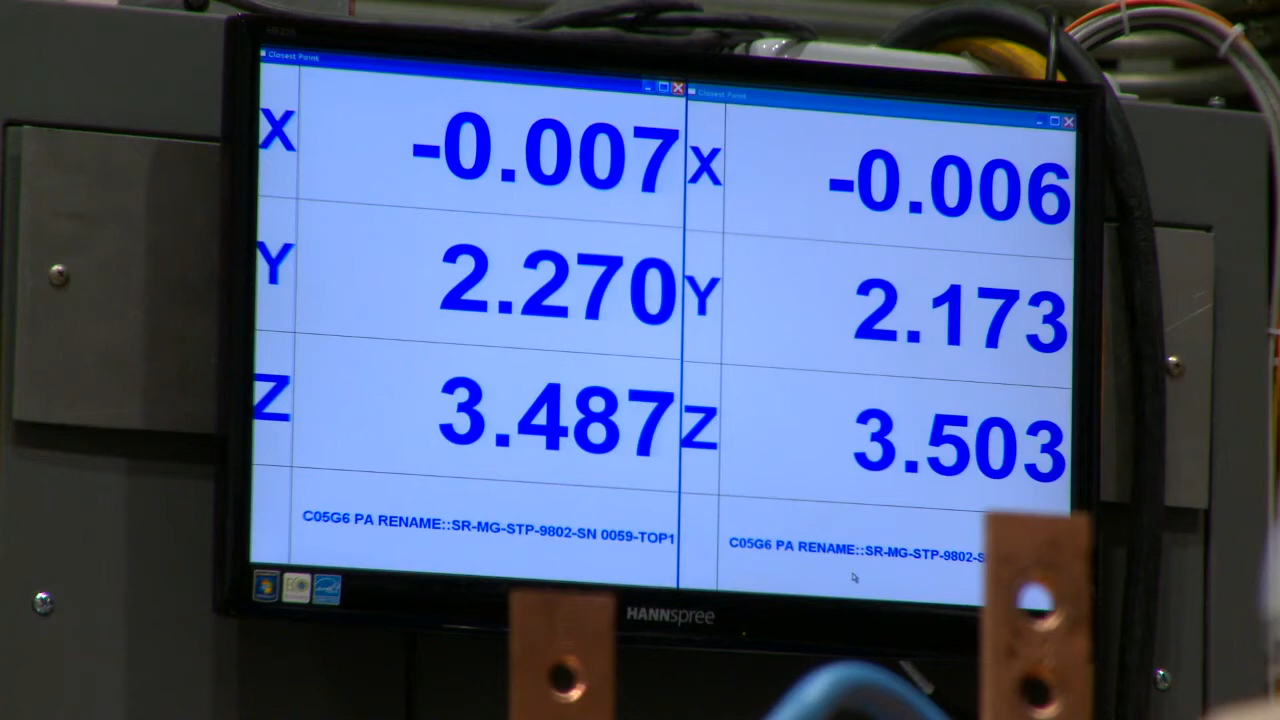 Closest Point
X -0.007
Y 2.270
Z 3.487
C05G6 PA RENAME::SR-MG-STP-9802-SN 0059-TOP1
Closest Point
X -0.006
Y 2.173
Z 3.503
C05G6 PA RENAME::SR-MG-STP-9802-S
HANNspree